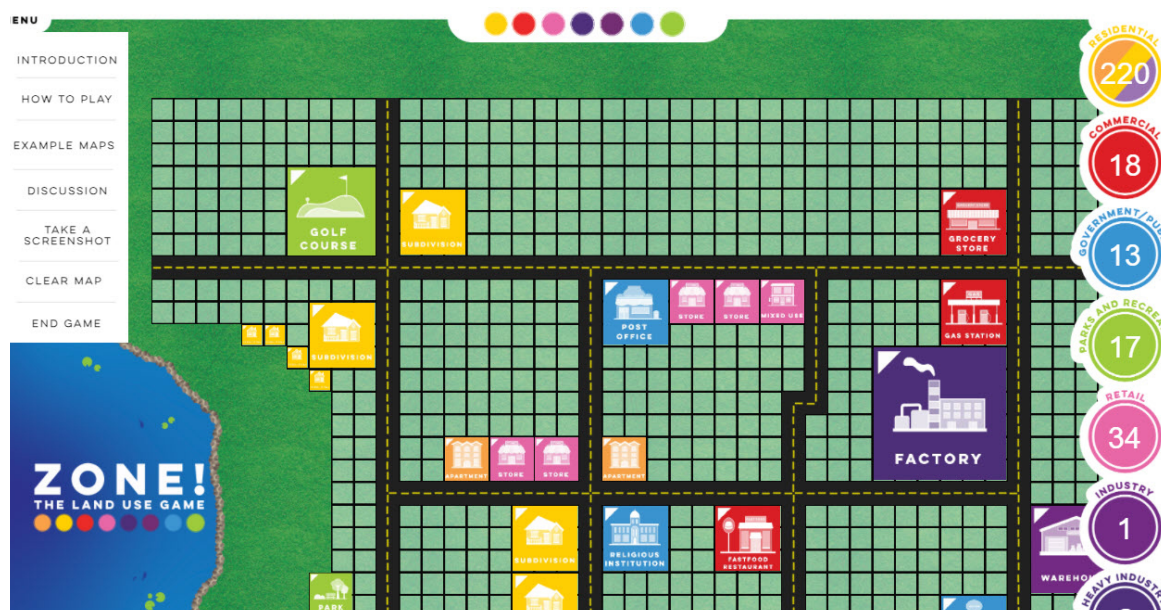 ENU
INTRODUCTION
HOW TO PLAY
EXAMPLE MAPS
DISCUSSION
TAKE A
SCREENSHOT
CLEAR MAP
END GAME
ZONE!
THE LAND USE GAME
GOLF
COURSE
SUBDIVISION
GROCERY
STORE
SUBDIVISION
POST
OFFICE
STORE
STORE
MIXED USE
GAS STATION
FACTORY
APARTMENT
STORE
STORE
APARTMENT
SUBDIVISION
RELIGIOUS
INSTITUTION
FASTFOOD
RESTAURANT
WAREHOU
PARK
RESIDENTIAL
220
COMMERCIAL
18
GOVERNMENT/PU
13
PARKS AND RECREA
17
RETAIL
34
INDUSTRY
1
HEAVY INDUSTR